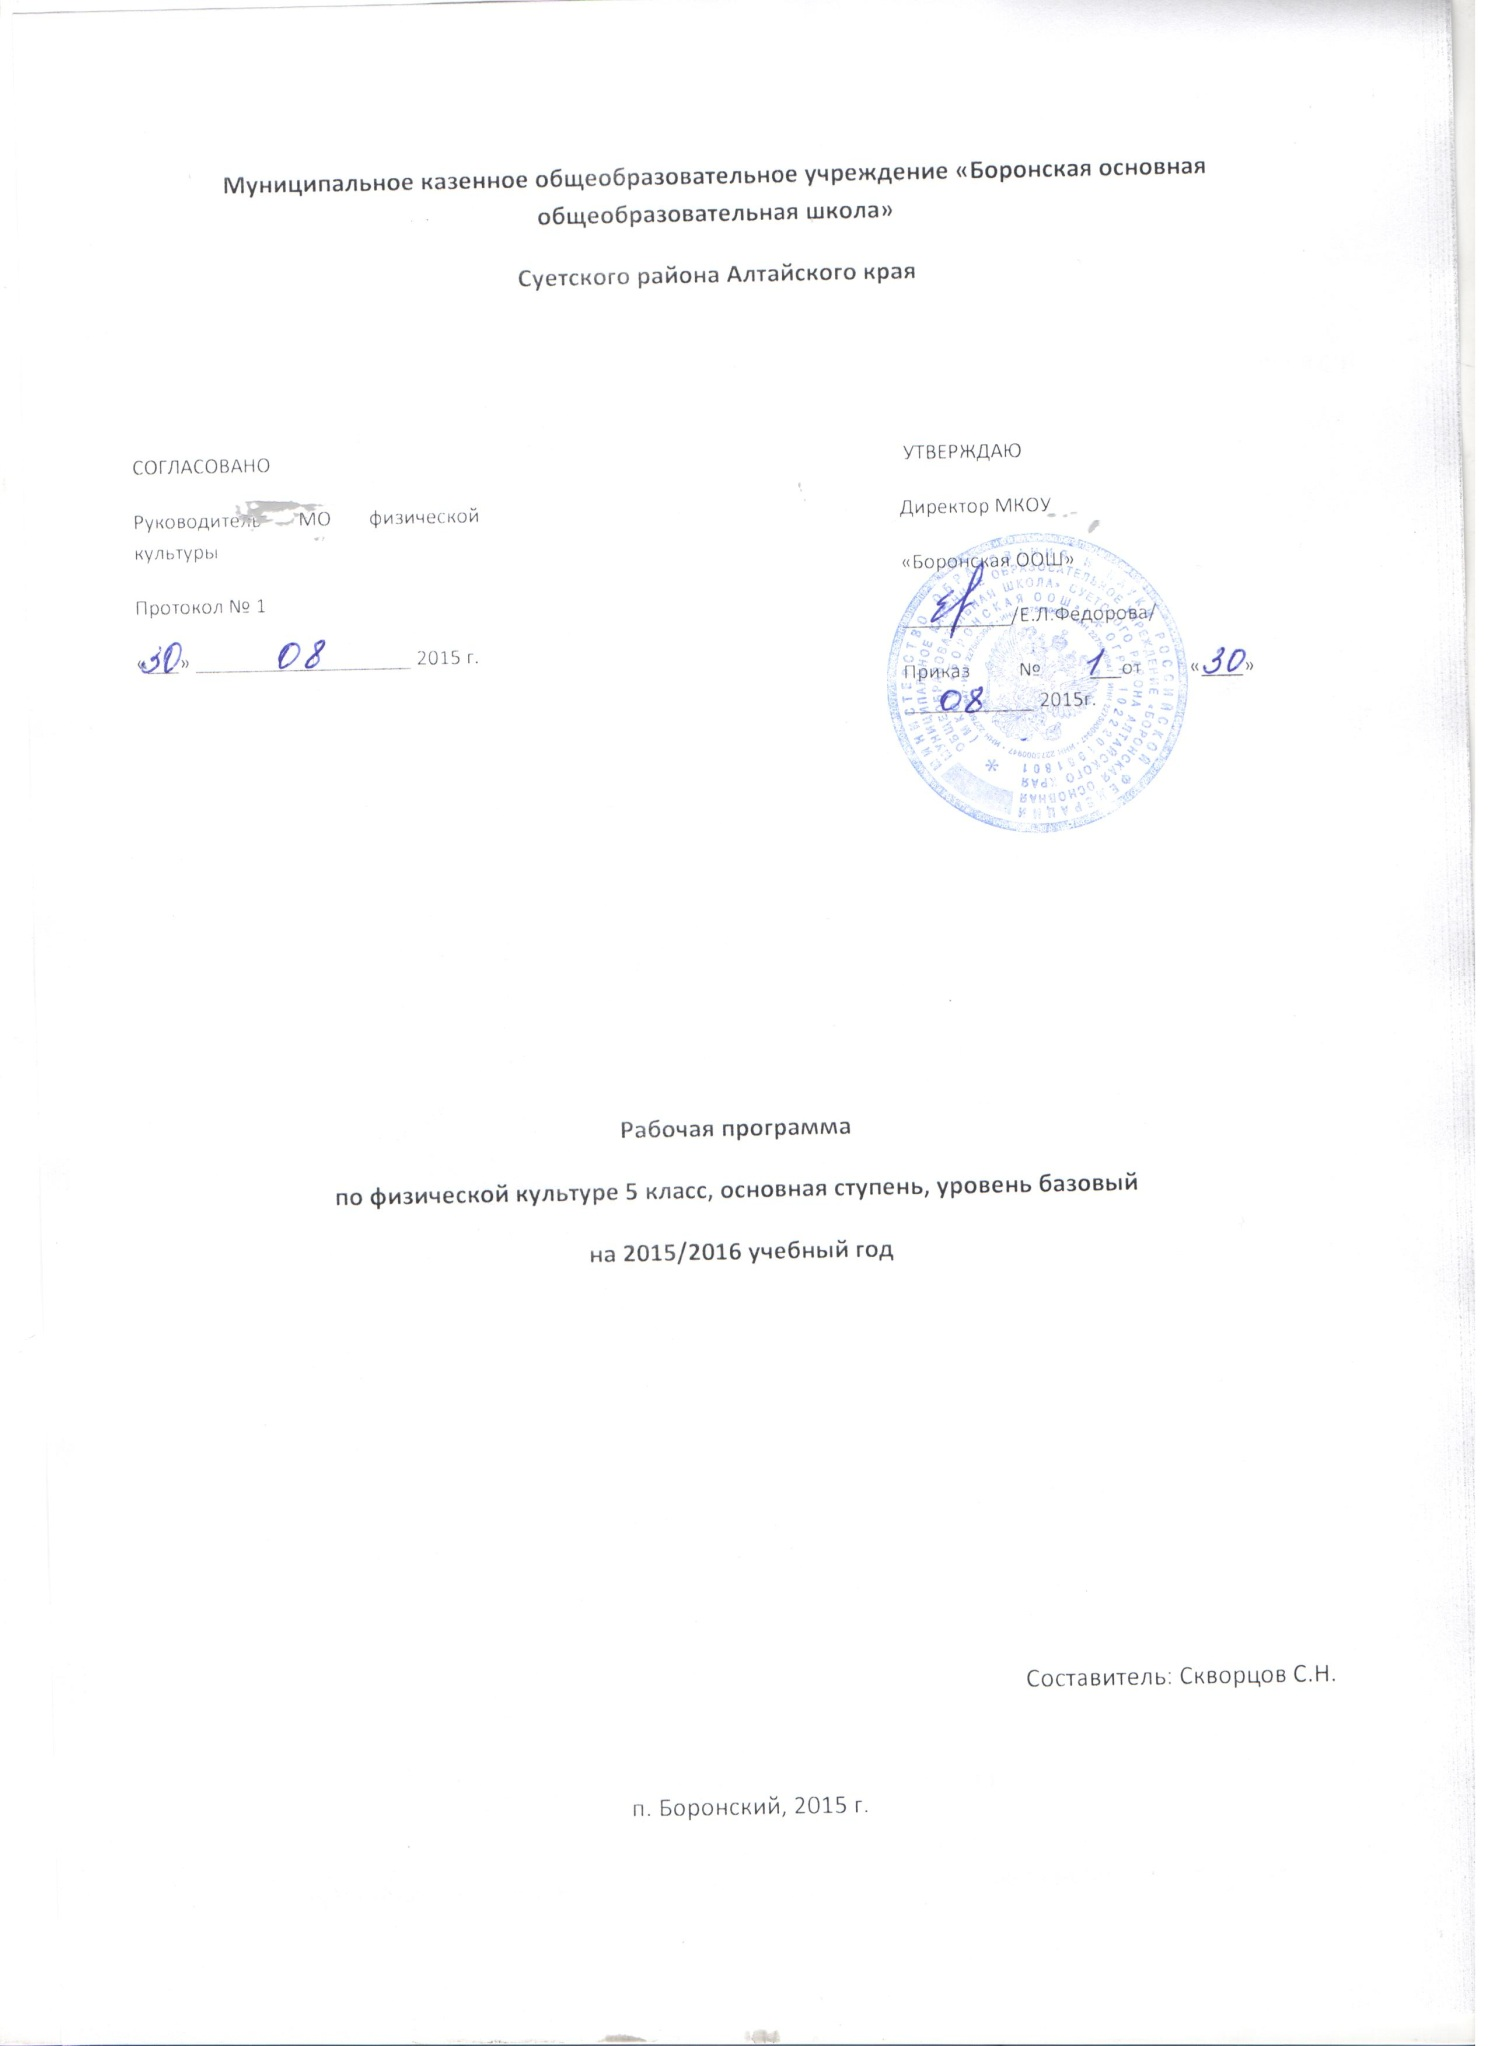 Муниципальное казенное общеобразовательное учреждение «Боронская основная
общеобразовательная школа»
Суетского района Алтайского края
СОГЛАСОВАНО
Руководитель МО физической
культуры
Протокол № 1
«30» 08 2015 г.
УТВЕРЖДАЮ
Директор МКОУ
«Боронская ООШ»
/Е.Л.Федорова/
Приказ № 1 от «30»
08 2015г.
Рабочая программа
по физической культуре 5 класс, основная ступень, уровень базовый
на 2015/2016 учебный год
Составитель: Скворцов С.Н.
п. Боронский, 2015 г.